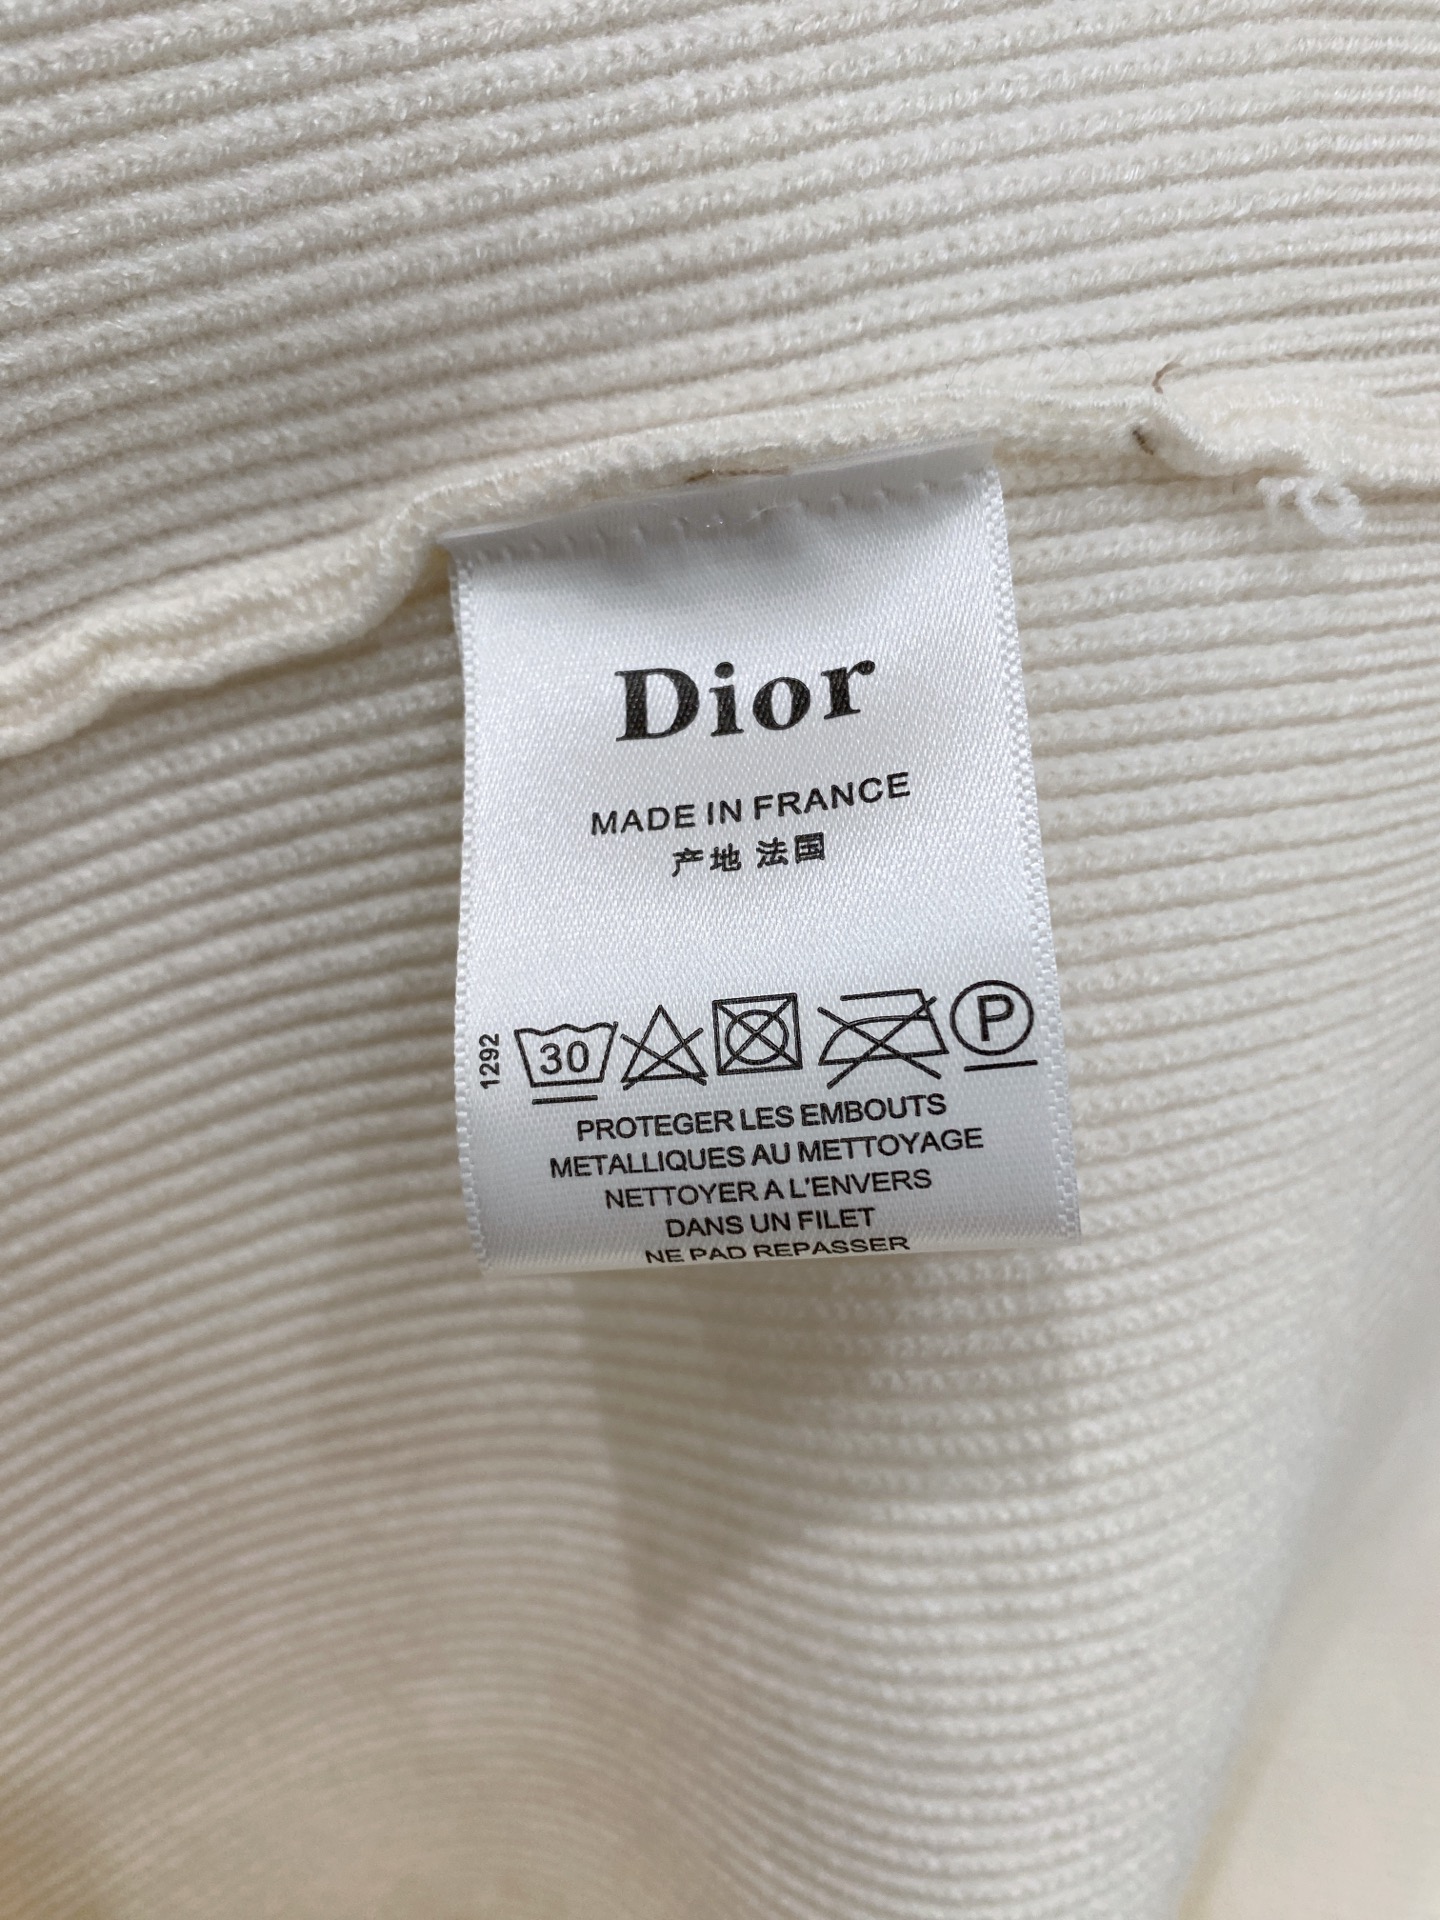 Dior
MADE IN FRANCE
产地 法国
1292
30
P
PROTEGER LES EMBOUTS
METALLIQUES AU METTOYAGE
NETTOYER A L'ENVERS
DANS UN FILET
NE PAD REPASSER